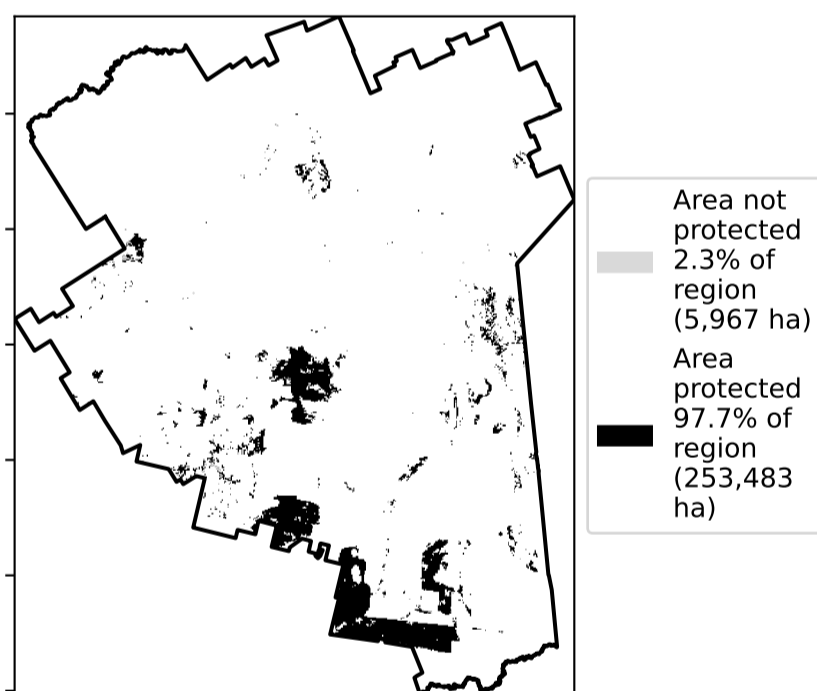 Area not
protected
2.3% of
region
(5,967 ha)
Area
protected
97.7% of
region
(253,483
ha)